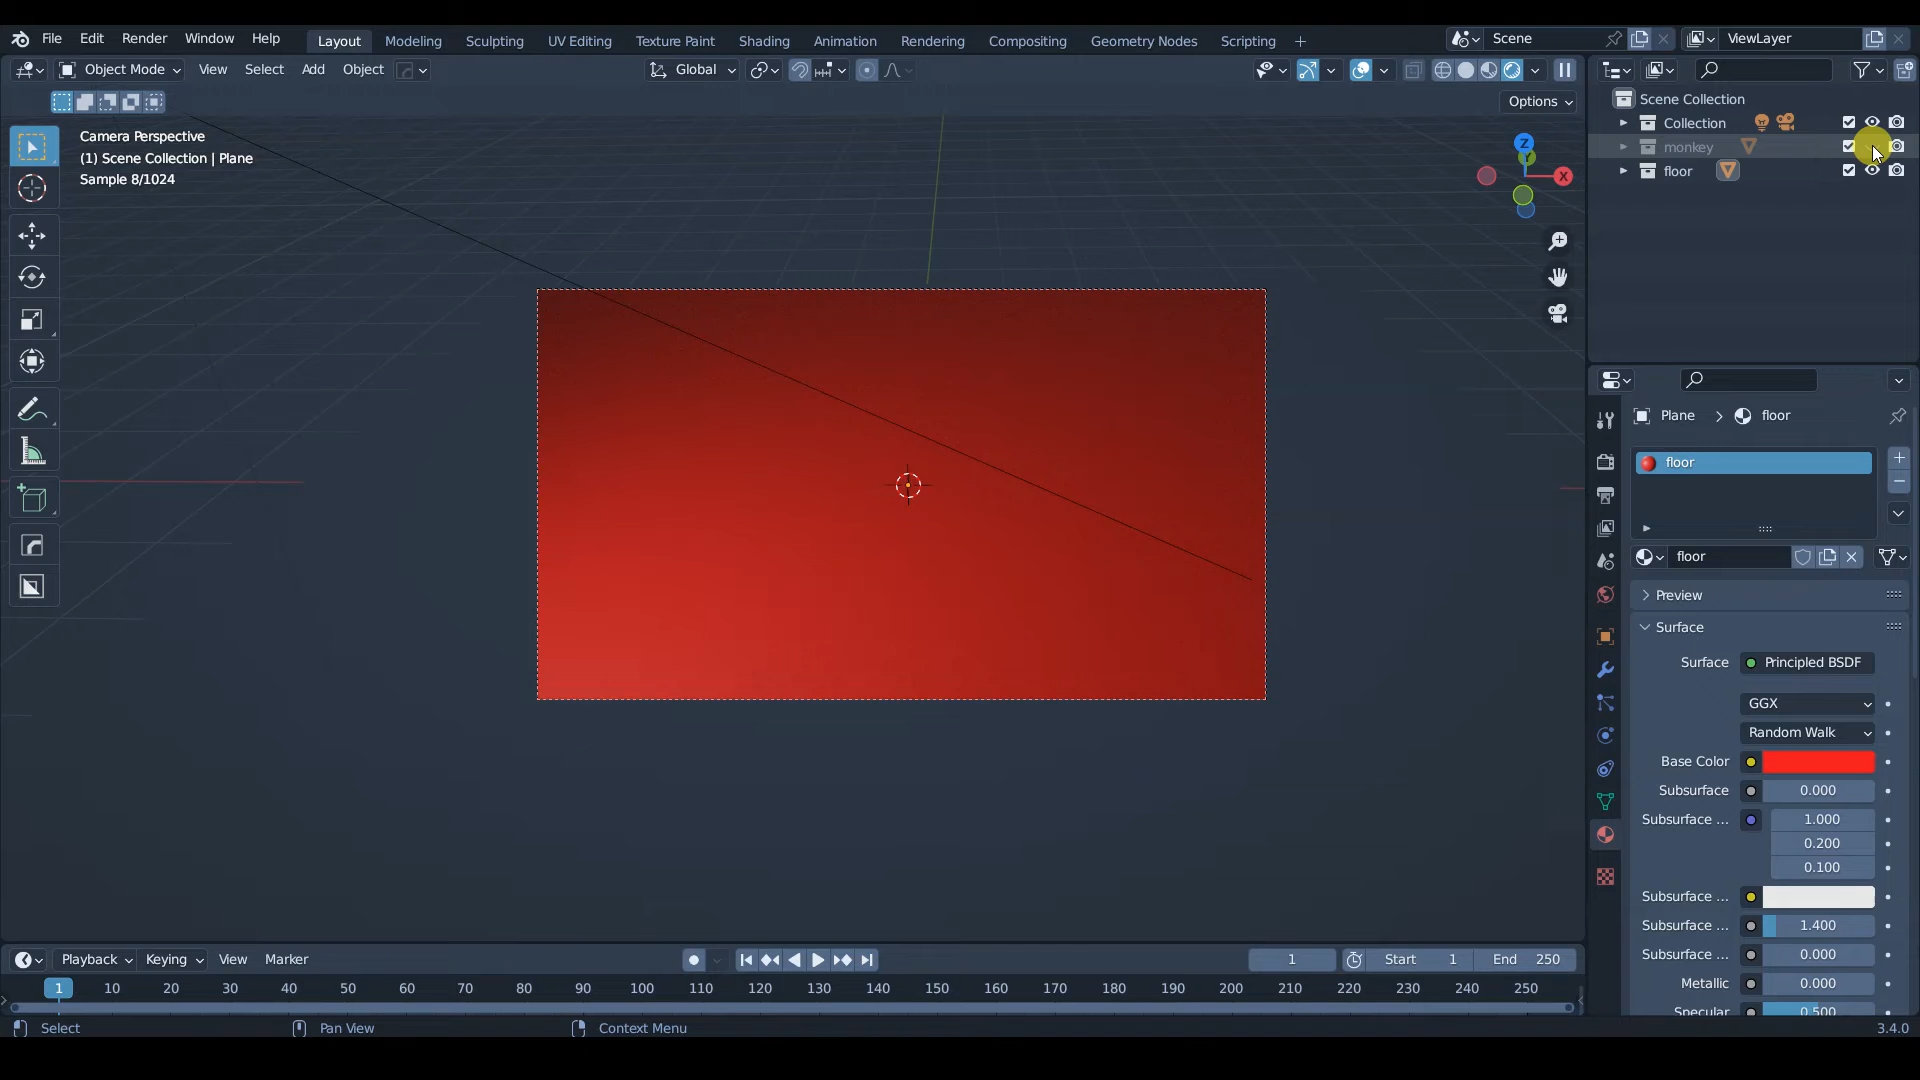 File Edit Render Window Help Layout Modeling Sculpting UV Editing Texture Paint Shading Animation Rendering Compositing Geometry Nodes Scripting + Scene ViewLayer
Object Mode View Select Add Object Global
Options
Camera Perspective
(1) Scene Collection | Plane
Sample 8/1024
Z
Y
X
Scene Collection
Collection
monkey
floor
Plane > floor
floor
floor
Preview
Surface
Surface Principled BSDF
GGX
Random Walk
Base Color
Subsurface 0.000
Subsurface ... 1.000
0.200
0.100
Subsurface ...
Subsurface ... 1.400
Subsurface ... 0.000
Metallic 0.000
Specular 0.500
Playback Keying View Marker 1 Start 1 End 250
1 10 20 30 40 50 60 70 80 90 100 110 120 130 140 150 160 170 180 190 200 210 220 230 240 250
Select Pan View Context Menu 3.4.0